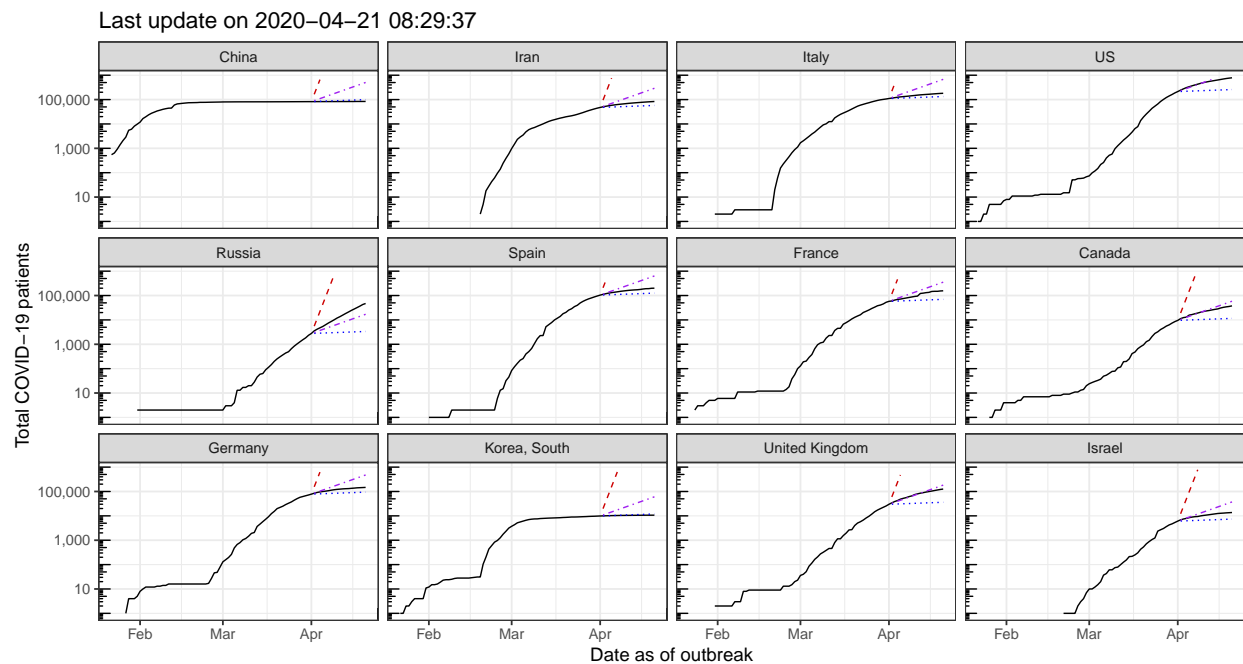 Last update on 2020−04−21 08:29:37
China Iran Italy US
100,000
1,000
10
Russia Spain France Canada
100,000
1,000
10
Germany Korea, South United Kingdom Israel
100,000
1,000
10
Feb Mar Apr Feb Mar Apr Feb Mar Apr Feb Mar Apr
Date as of outbreak
Total COVID−19 patients